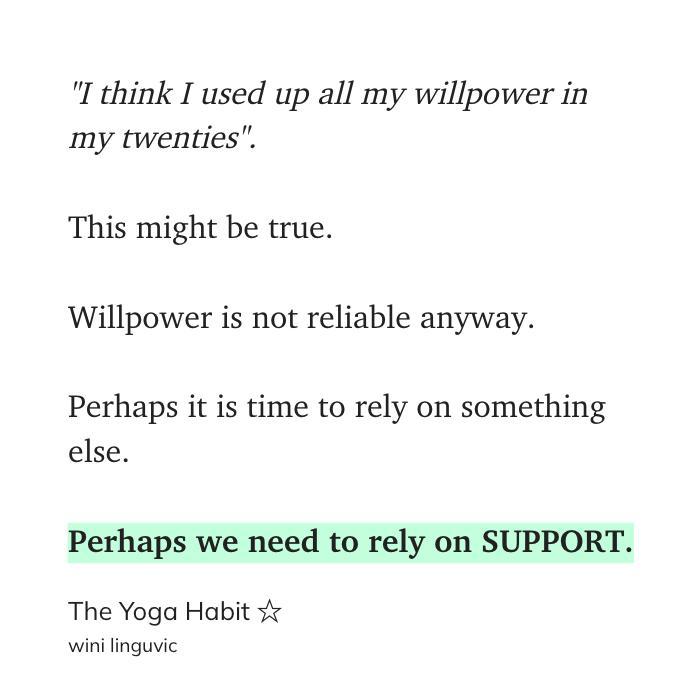 "I think I used up all my willpower in
my twenties".
This might be true.
Willpower is not reliable anyway.
Perhaps it is time to rely on something
else.
Perhaps we need to rely on SUPPORT.
The Yoga Habit ☆
wini linguvic